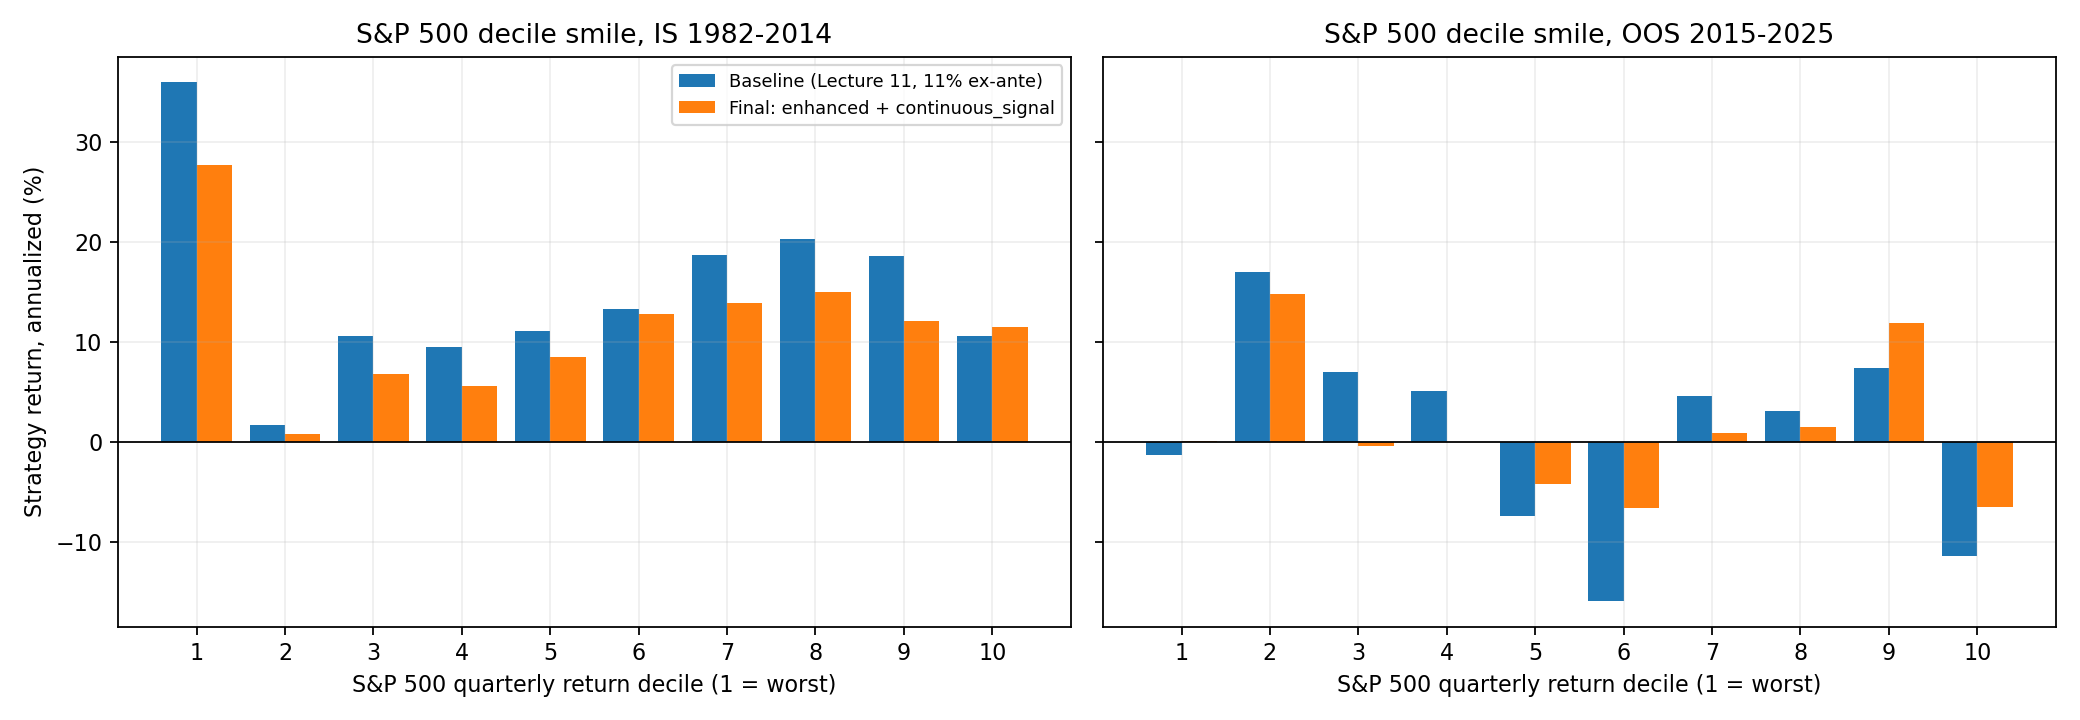 S&P 500 decile smile, IS 1982-2014
Baseline (Lecture 11, 11% ex-ante)
Final: enhanced + continuous_signal
Strategy return, annualized (%)
30
20
10
0
−10
1 2 3 4 5 6 7 8 9 10
S&P 500 quarterly return decile (1 = worst)
S&P 500 decile smile, OOS 2015-2025
1 2 3 4 5 6 7 8 9 10
S&P 500 quarterly return decile (1 = worst)